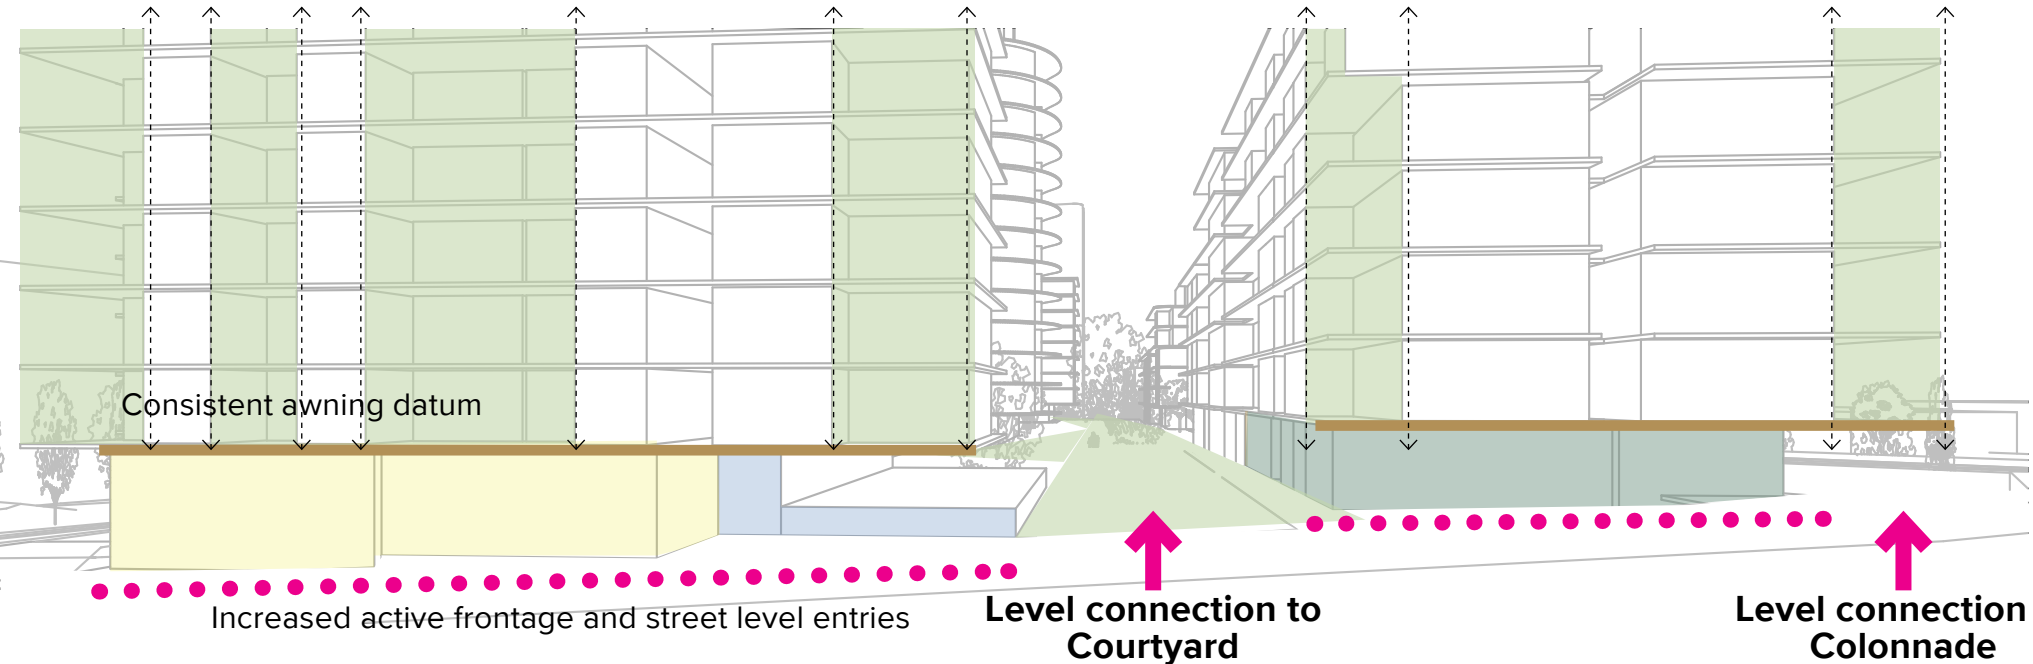 Consistent awning datum
Increased active frontage and street level entries
Level connection to
Courtyard
Level connection
Colonnade